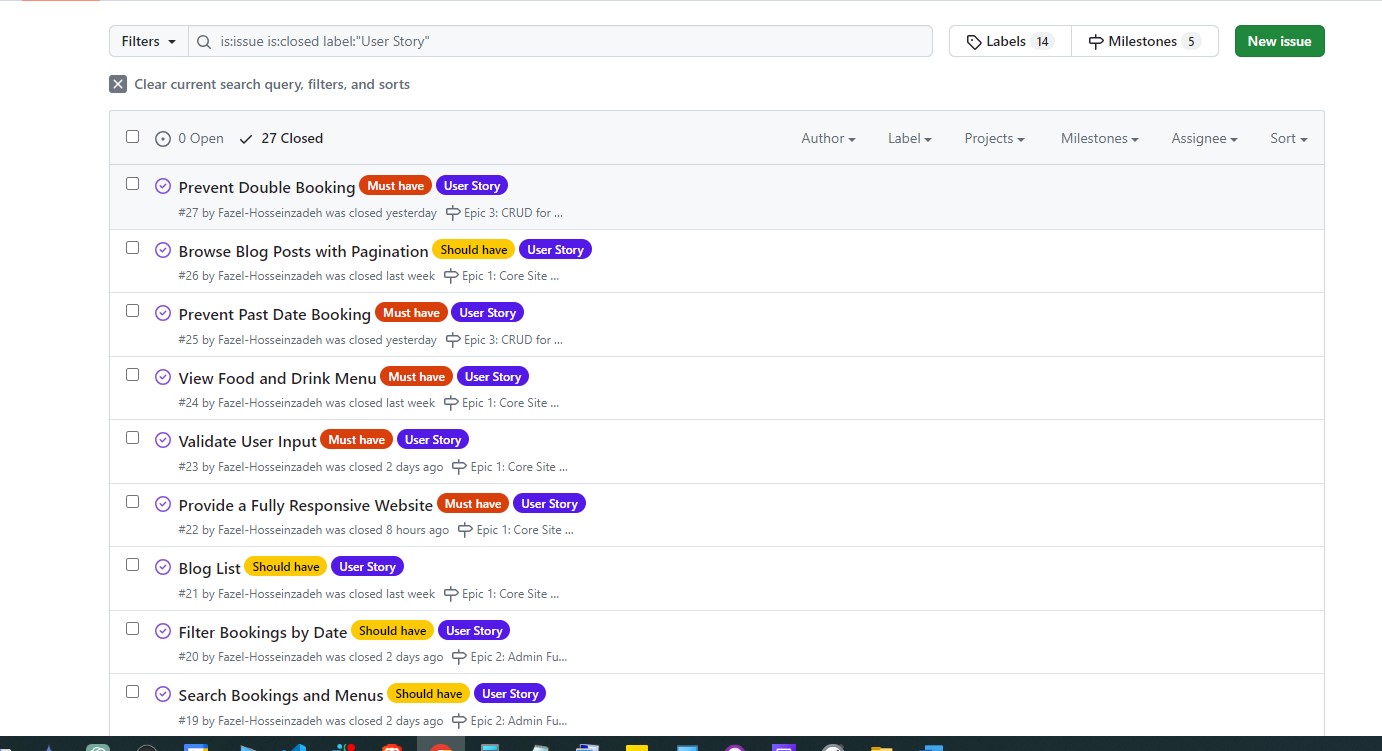 Filters is:issue is:closed label:"User Story" Labels 14 Milestones 5 New issue
Clear current search query, filters, and sorts
0 Open 27 Closed Author Label Projects Milestones Assignee Sort
Prevent Double Booking Must have User Story
#27 by Fazel-Hosseinzadeh was closed yesterday Epic 3: CRUD for ...
Browse Blog Posts with Pagination Should have User Story
#26 by Fazel-Hosseinzadeh was closed last week Epic 1: Core Site ...
Prevent Past Date Booking Must have User Story
#25 by Fazel-Hosseinzadeh was closed yesterday Epic 3: CRUD for ...
View Food and Drink Menu Must have User Story
#24 by Fazel-Hosseinzadeh was closed last week Epic 1: Core Site ...
Validate User Input Must have User Story
#23 by Fazel-Hosseinzadeh was closed 2 days ago Epic 1: Core Site ...
Provide a Fully Responsive Website Must have User Story
#22 by Fazel-Hosseinzadeh was closed 8 hours ago Epic 1: Core Site ...
Blog List Should have User Story
#21 by Fazel-Hosseinzadeh was closed last week Epic 1: Core Site ...
Filter Bookings by Date Should have User Story
#20 by Fazel-Hosseinzadeh was closed 2 days ago Epic 2: Admin Fu...
Search Bookings and Menus Should have User Story
#19 by Fazel-Hosseinzadeh was closed 2 days ago Epic 2: Admin Fu...